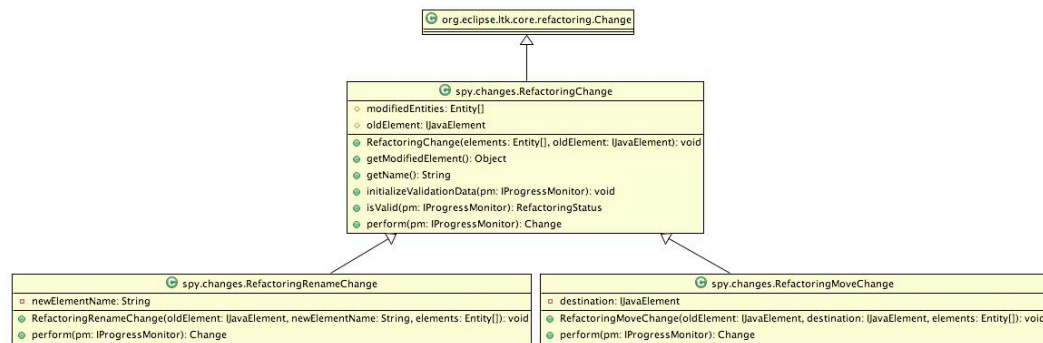 org.eclipse.ltk.core.refactoring.Change
spy.changes.RefactoringChange
modifiedEntities: Entity[]
oldElement: IJavaElement
RefactoringChange(elements: Entity[], oldElement: IJavaElement): void
getModifiedElement(): Object
getName(): String
initializeValidationData(pm: IProgressMonitor): void
isValid(pm: IProgressMonitor): RefactoringStatus
perform(pm: IProgressMonitor): Change
spy.changes.RefactoringRenameChange
newElementName: String
RefactoringRenameChange(oldElement: IJavaElement, newElementName: String, elements: Entity[]): void
perform(pm: IProgressMonitor): Change
spy.changes.RefactoringMoveChange
destination: IJavaElement
RefactoringMoveChange(oldElement: IJavaElement, destination: IJavaElement, elements: Entity[]): void
perform(pm: IProgressMonitor): Change